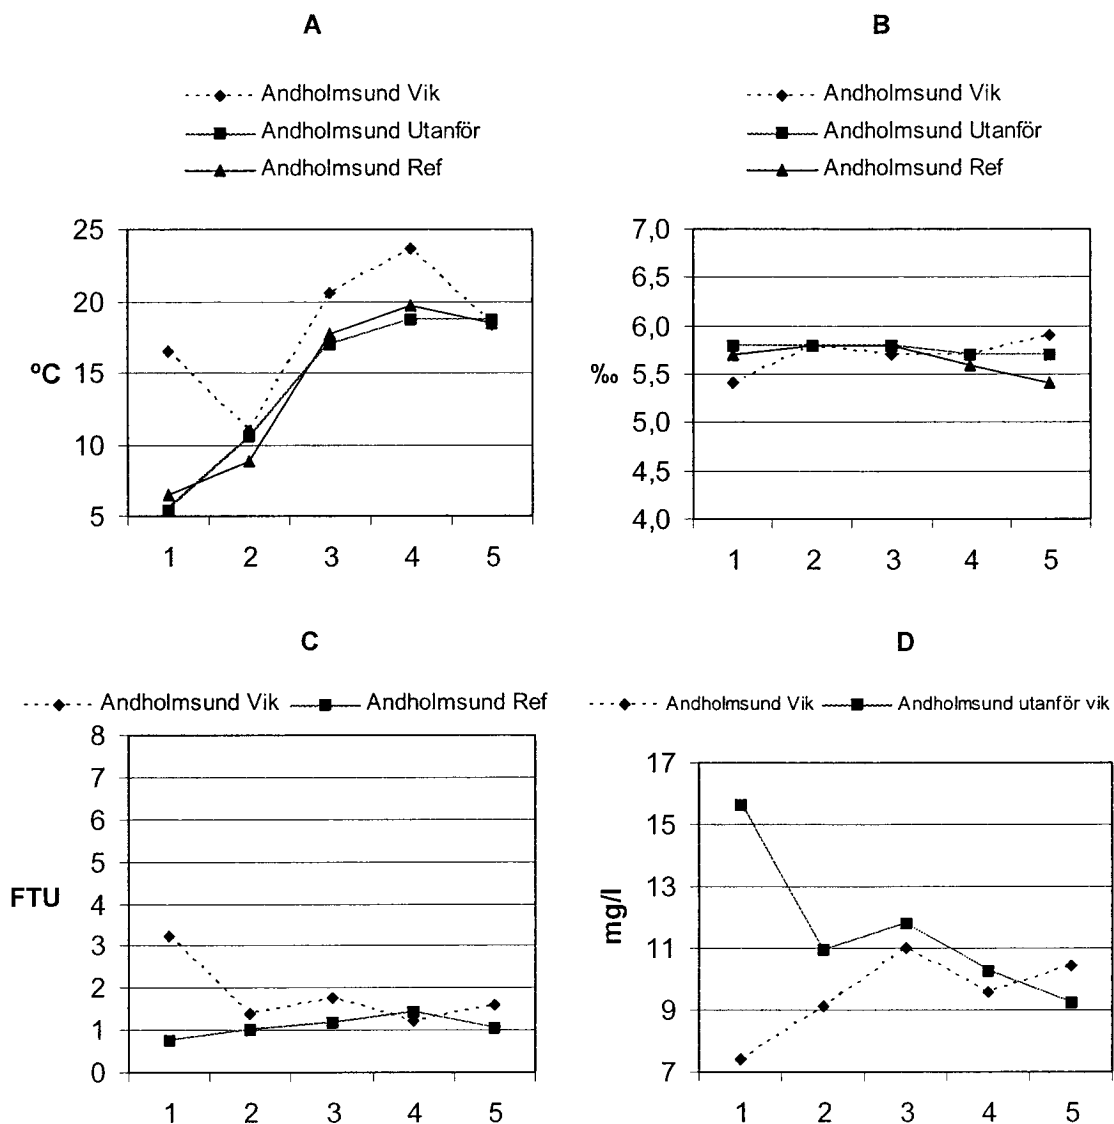 A
Andholmsund Vik
Andholmsund Utanför
Andholmsund Ref
25
20
15
10
5
ºC
1 2 3 4 5
B
Andholmsund Vik
Andholmsund Utanför
Andholmsund Ref
7,0
6,5
6,0
5,5
5,0
4,5
4,0
‰
1 2 3 4 5
C
Andholmsund Vik
Andholmsund Ref
8
7
6
5
4
3
2
1
0
FTU
1 2 3 4 5
D
Andholmsund Vik
Andholmsund utanför vik
17
15
13
11
9
7
mg/l
1 2 3 4 5